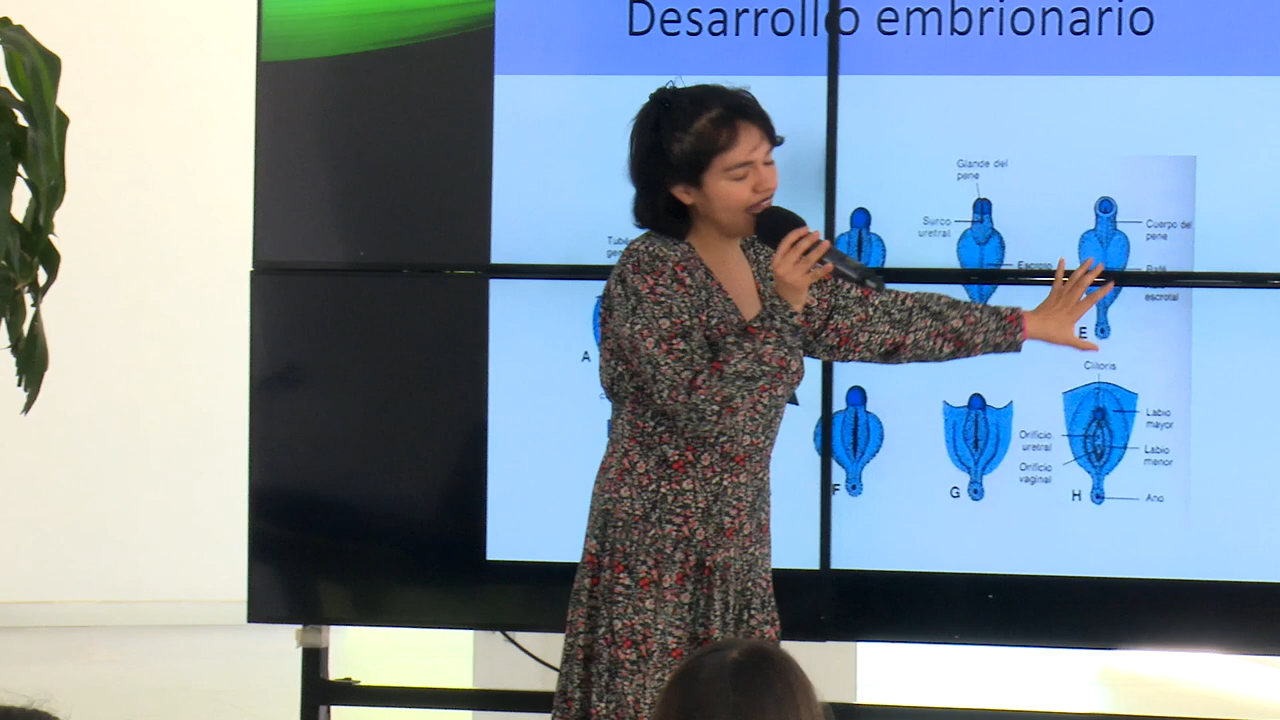 Desarrollo embrionario
Glande del
pene
Surco
uretral
Cuerpo del
pene
escrotal
A
E
Clítoris
Labio
mayor
Orificio
uretral
Labio
menor
Orificio
vaginal
F
G
H
Ano